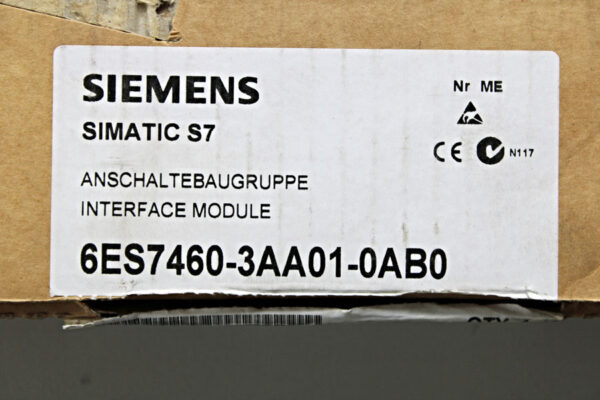 SIEMENS
Nr ME
SIMATIC S7
CE N117
ANSCHALTEBAUGRUPPE
INTERFACE MODULE
6ES7460-3AA01-0AB0